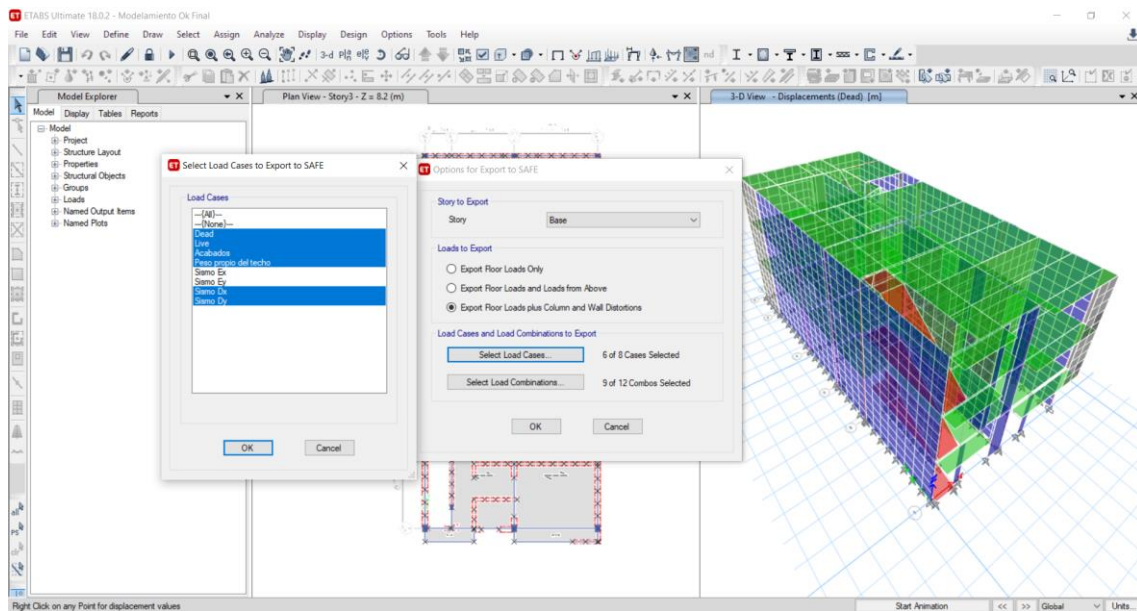 ETABS Ultimate 18.0.2 - Modelamiento Ok Final
File Edit View Define Draw Select Assign Analyze Display Design Options Tools Help
3-d
Model Explorer
Plan View - Story3 - Z = 8.2 (m)
3-D View - Displacements (Dead) [m]
Model Display Tables Reports
Model
Project
Structure Layout
Properties
Structural Objects
Groups
Loads
Named Output Items
Named Plots
Select Load Cases to Export to SAFE
Load Cases
---(All)---
---(None)---
Dead
Live
Acabados
Peso propio del techo
Sismo Ex
Sismo Ey
Sismo Dx
Sismo Dy
OK Cancel
Options for Export to SAFE
Story to Export
Story Base
Loads to Export
Export Floor Loads Only
Export Floor Loads and Loads from Above
Export Floor Loads plus Column and Wall Distortions
Load Cases and Load Combinations to Export
Select Load Cases... 6 of 8 Cases Selected
Select Load Combinations... 9 of 12 Combos Selected
OK Cancel
all
PS
Right Click on any Point for displacement values
Start Animation << >> Global Units...